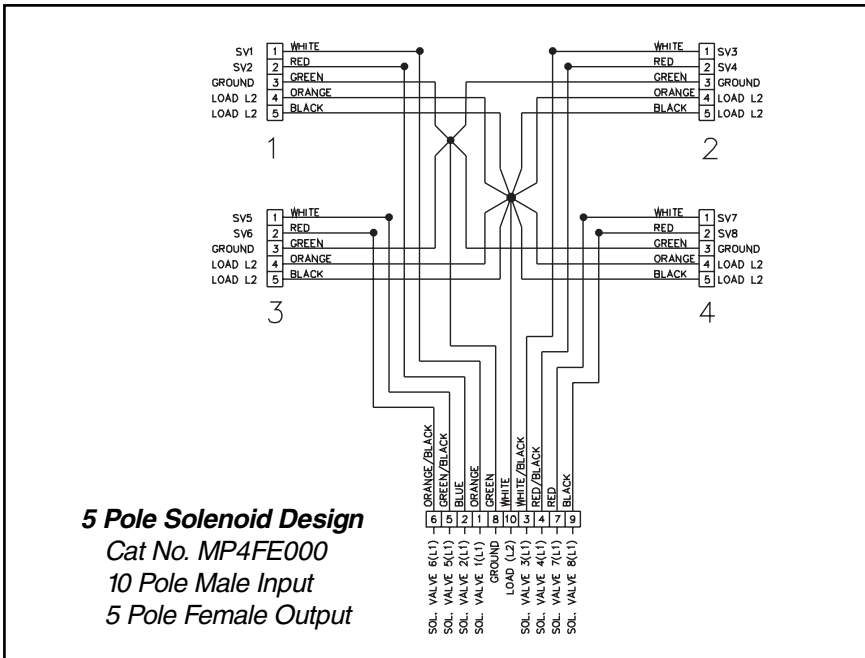 SV1 1 WHITE
SV2 2 RED
GROUND 3 GREEN
LOAD L2 4 ORANGE
LOAD L2 5 BLACK
1
WHITE 1 SV3
RED 2 SV4
GREEN 3 GROUND
ORANGE 4 LOAD L2
BLACK 5 LOAD L2
2
SV5 1 WHITE
SV6 2 RED
GROUND 3 GREEN
LOAD L2 4 ORANGE
LOAD L2 5 BLACK
3
WHITE 1 SV7
RED 2 SV8
GREEN 3 GROUND
ORANGE 4 LOAD L2
BLACK 5 LOAD L2
4
ORANGE/BLACK 6 SOL. VALVE 6(L1)
GREEN/BLACK 5 SOL. VALVE 5(L1)
BLUE 2 SOL. VALVE 2(L1)
ORANGE 1 SOL. VALVE 1(L1)
GREEN 8 GROUND
WHITE 10 LOAD (L2)
WHITE/BLACK 3 SOL. VALVE 3(L1)
RED/BLACK 4 SOL. VALVE 4(L1)
RED 7 SOL. VALVE 7(L1)
BLACK 9 SOL. VALVE 8(L1)
5 Pole Solenoid Design
Cat No. MP4FE000
10 Pole Male Input
5 Pole Female Output